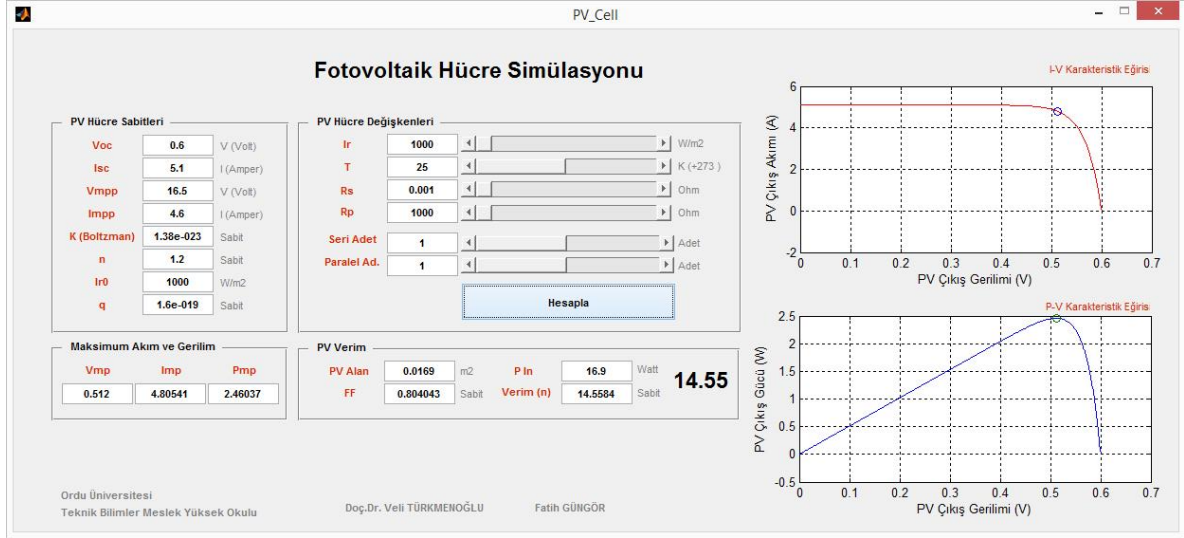 PV_Cell
Fotovoltaik Hücre Simülasyonu
PV Hücre Sabitleri
Voc 0.6 V (Volt)
Isc 5.1 I (Amper)
Vmpp 16.5 V (Volt)
Impp 4.6 I (Amper)
K (Boltzman) 1.38e-023 Sabit
n 1.2 Sabit
Ir0 1000 W/m2
q 1.6e-019 Sabit
PV Hücre Değişkenleri
Ir 1000 W/m2
T 25 K (+273 )
Rs 0.001 Ohm
Rp 1000 Ohm
Seri Adet 1 Adet
Paralel Ad. 1 Adet
Hesapla
Maksimum Akım ve Gerilim
Vmp Imp Pmp
0.512 4.80541 2.46037
PV Verim
PV Alan 0.0169 m2 P In 16.9 Watt
FF 0.804043 Sabit Verim (n) 14.5584 Sabit
14.55
I-V Karakteristik Eğirisi
PV Çıkış Akımı (A)
6
4
2
0
-2
0 0.1 0.2 0.3 0.4 0.5 0.6 0.7
PV Çıkış Gerilimi (V)
P-V Karakteristik Eğirisi
PV Çıkış Gücü (W)
2.5
2
1.5
1
0.5
0
-0.5
0 0.1 0.2 0.3 0.4 0.5 0.6 0.7
PV Çıkış Gerilimi (V)
Ordu Üniversitesi
Teknik Bilimler Meslek Yüksek Okulu
Doç.Dr. Veli TÜRKMENOĞLU Fatih GÜNGÖR